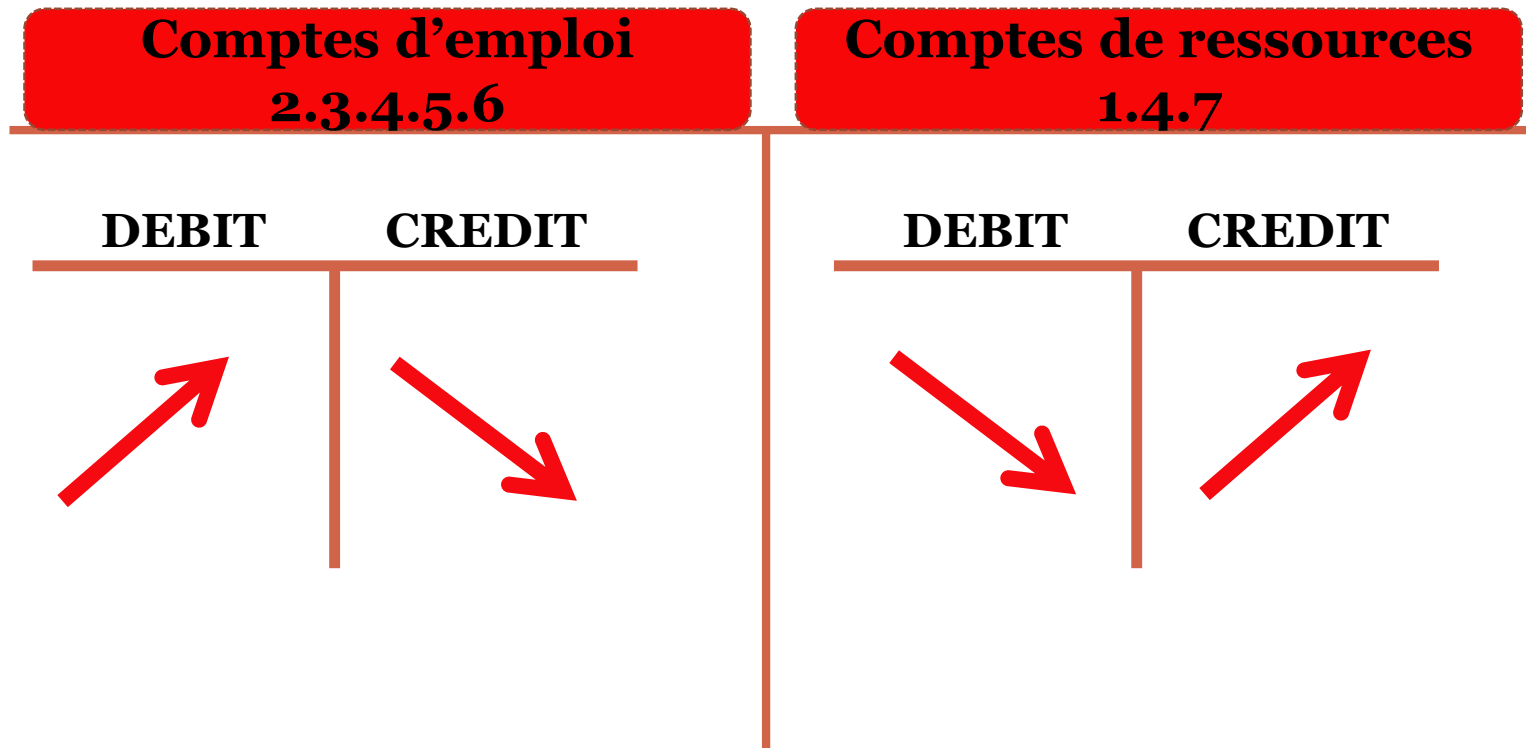 Comptes d’emploi
2.3.4.5.6
Comptes de ressources
1.4.7
DEBIT CREDIT
DEBIT CREDIT